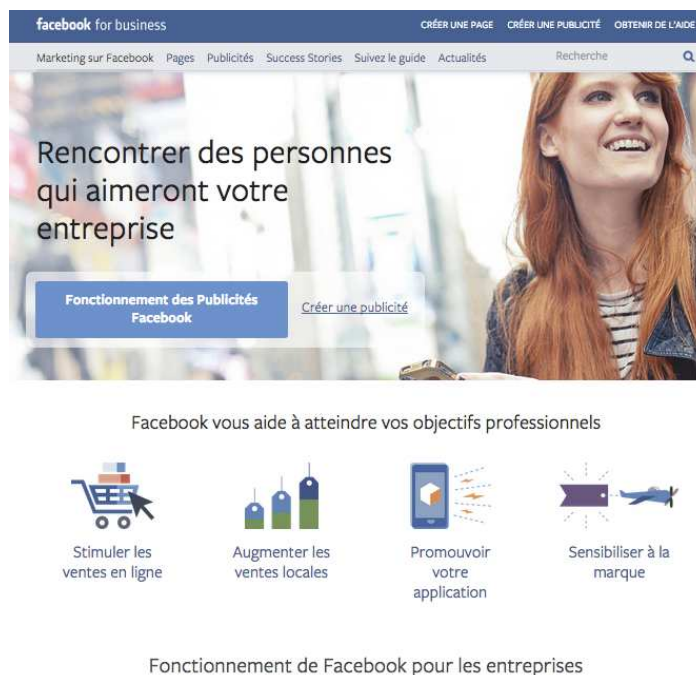 facebook for business
CRÉER UNE PAGE CRÉER UNE PUBLICITÉ OBTENIR DE L'AIDE
Marketing sur Facebook Pages Publicités Success Stories Suivez le guide Actualités Recherche
Rencontrer des personnes
qui aimeront votre
entreprise
Fonctionnement des Publicités
Facebook
Créer une publicité
Facebook vous aide à atteindre vos objectifs professionnels
Stimuler les
ventes en ligne
Augmenter les
ventes locales
Promouvoir
votre
application
Sensibiliser à la
marque
Fonctionnement de Facebook pour les entreprises